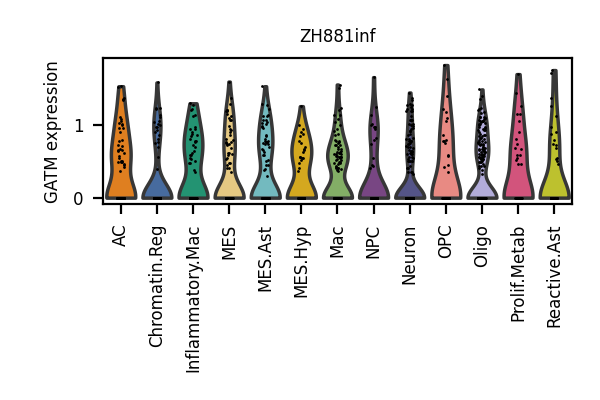 ZH881inf
GATM expression
1
0
AC
Chromatin.Reg
Inflammatory.Mac
MES
MES.Ast
MES.Hyp
Mac
NPC
Neuron
OPC
Oligo
Prolif.Metab
Reactive.Ast